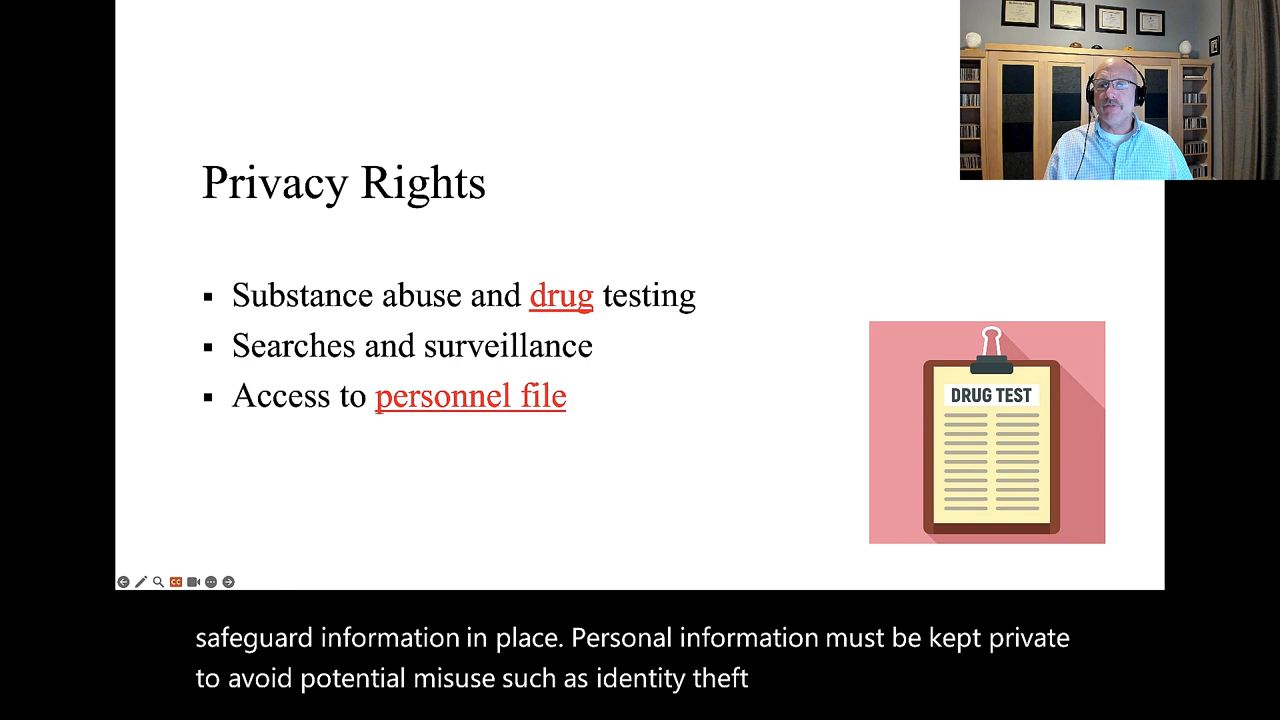 Privacy Rights
Substance abuse and drug testing
Searches and surveillance
Access to personnel file
DRUG TEST
CC
safeguard information in place. Personal information must be kept private
to avoid potential misuse such as identity theft